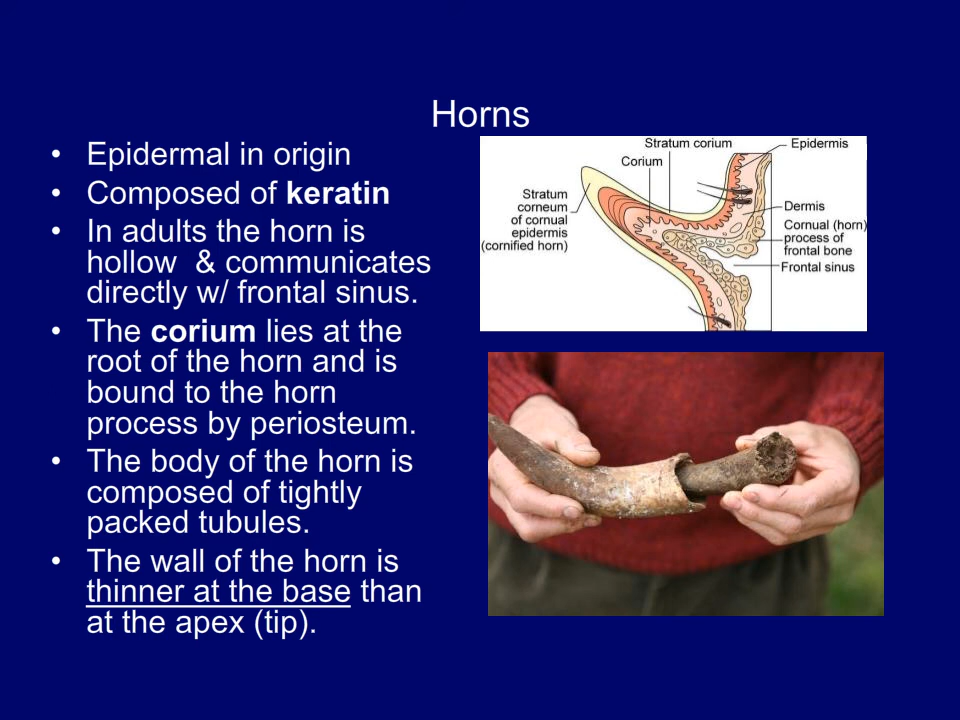 Horns
• Epidermal in origin
• Composed of keratin
• In adults the horn is
hollow  & communicates
directly w/ frontal sinus.
• The corium lies at the
root of the horn and is
bound to the horn
process by periosteum.
• The body of the horn is
composed of tightly
packed tubules.
• The wall of the horn is
thinner at the base than
at the apex (tip).
Stratum corium
Epidermis
Corium
Stratum
corneum
of cornual
epidermis
(cornified horn)
Dermis
Cornual (horn)
process of
frontal bone
Frontal sinus